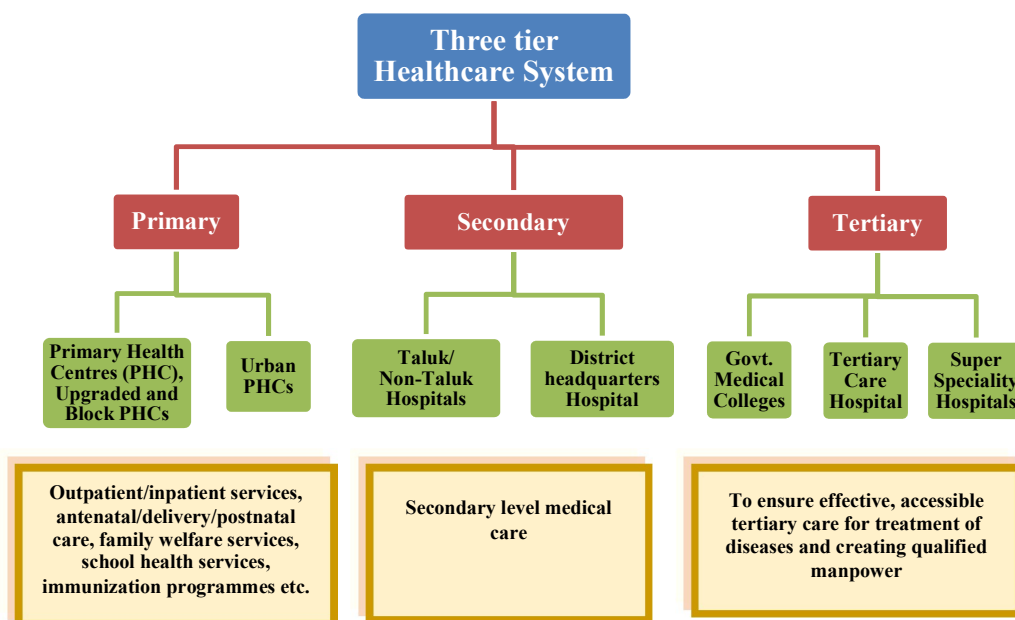 Three tier
Healthcare System
Primary
Secondary
Tertiary
Primary Health
Centres (PHC),
Upgraded and
Block PHCs
Urban
PHCs
Taluk/
Non-Taluk
Hospitals
District
headquarters
Hospital
Govt.
Medical
Colleges
Tertiary
Care
Hospital
Super
Speciality
Hospitals
Outpatient/inpatient services,
antenatal/delivery/postnatal
care, family welfare services,
school health services,
immunization programmes etc.
Secondary level medical
care
To ensure effective, accessible
tertiary care for treatment of
diseases and creating qualified
manpower